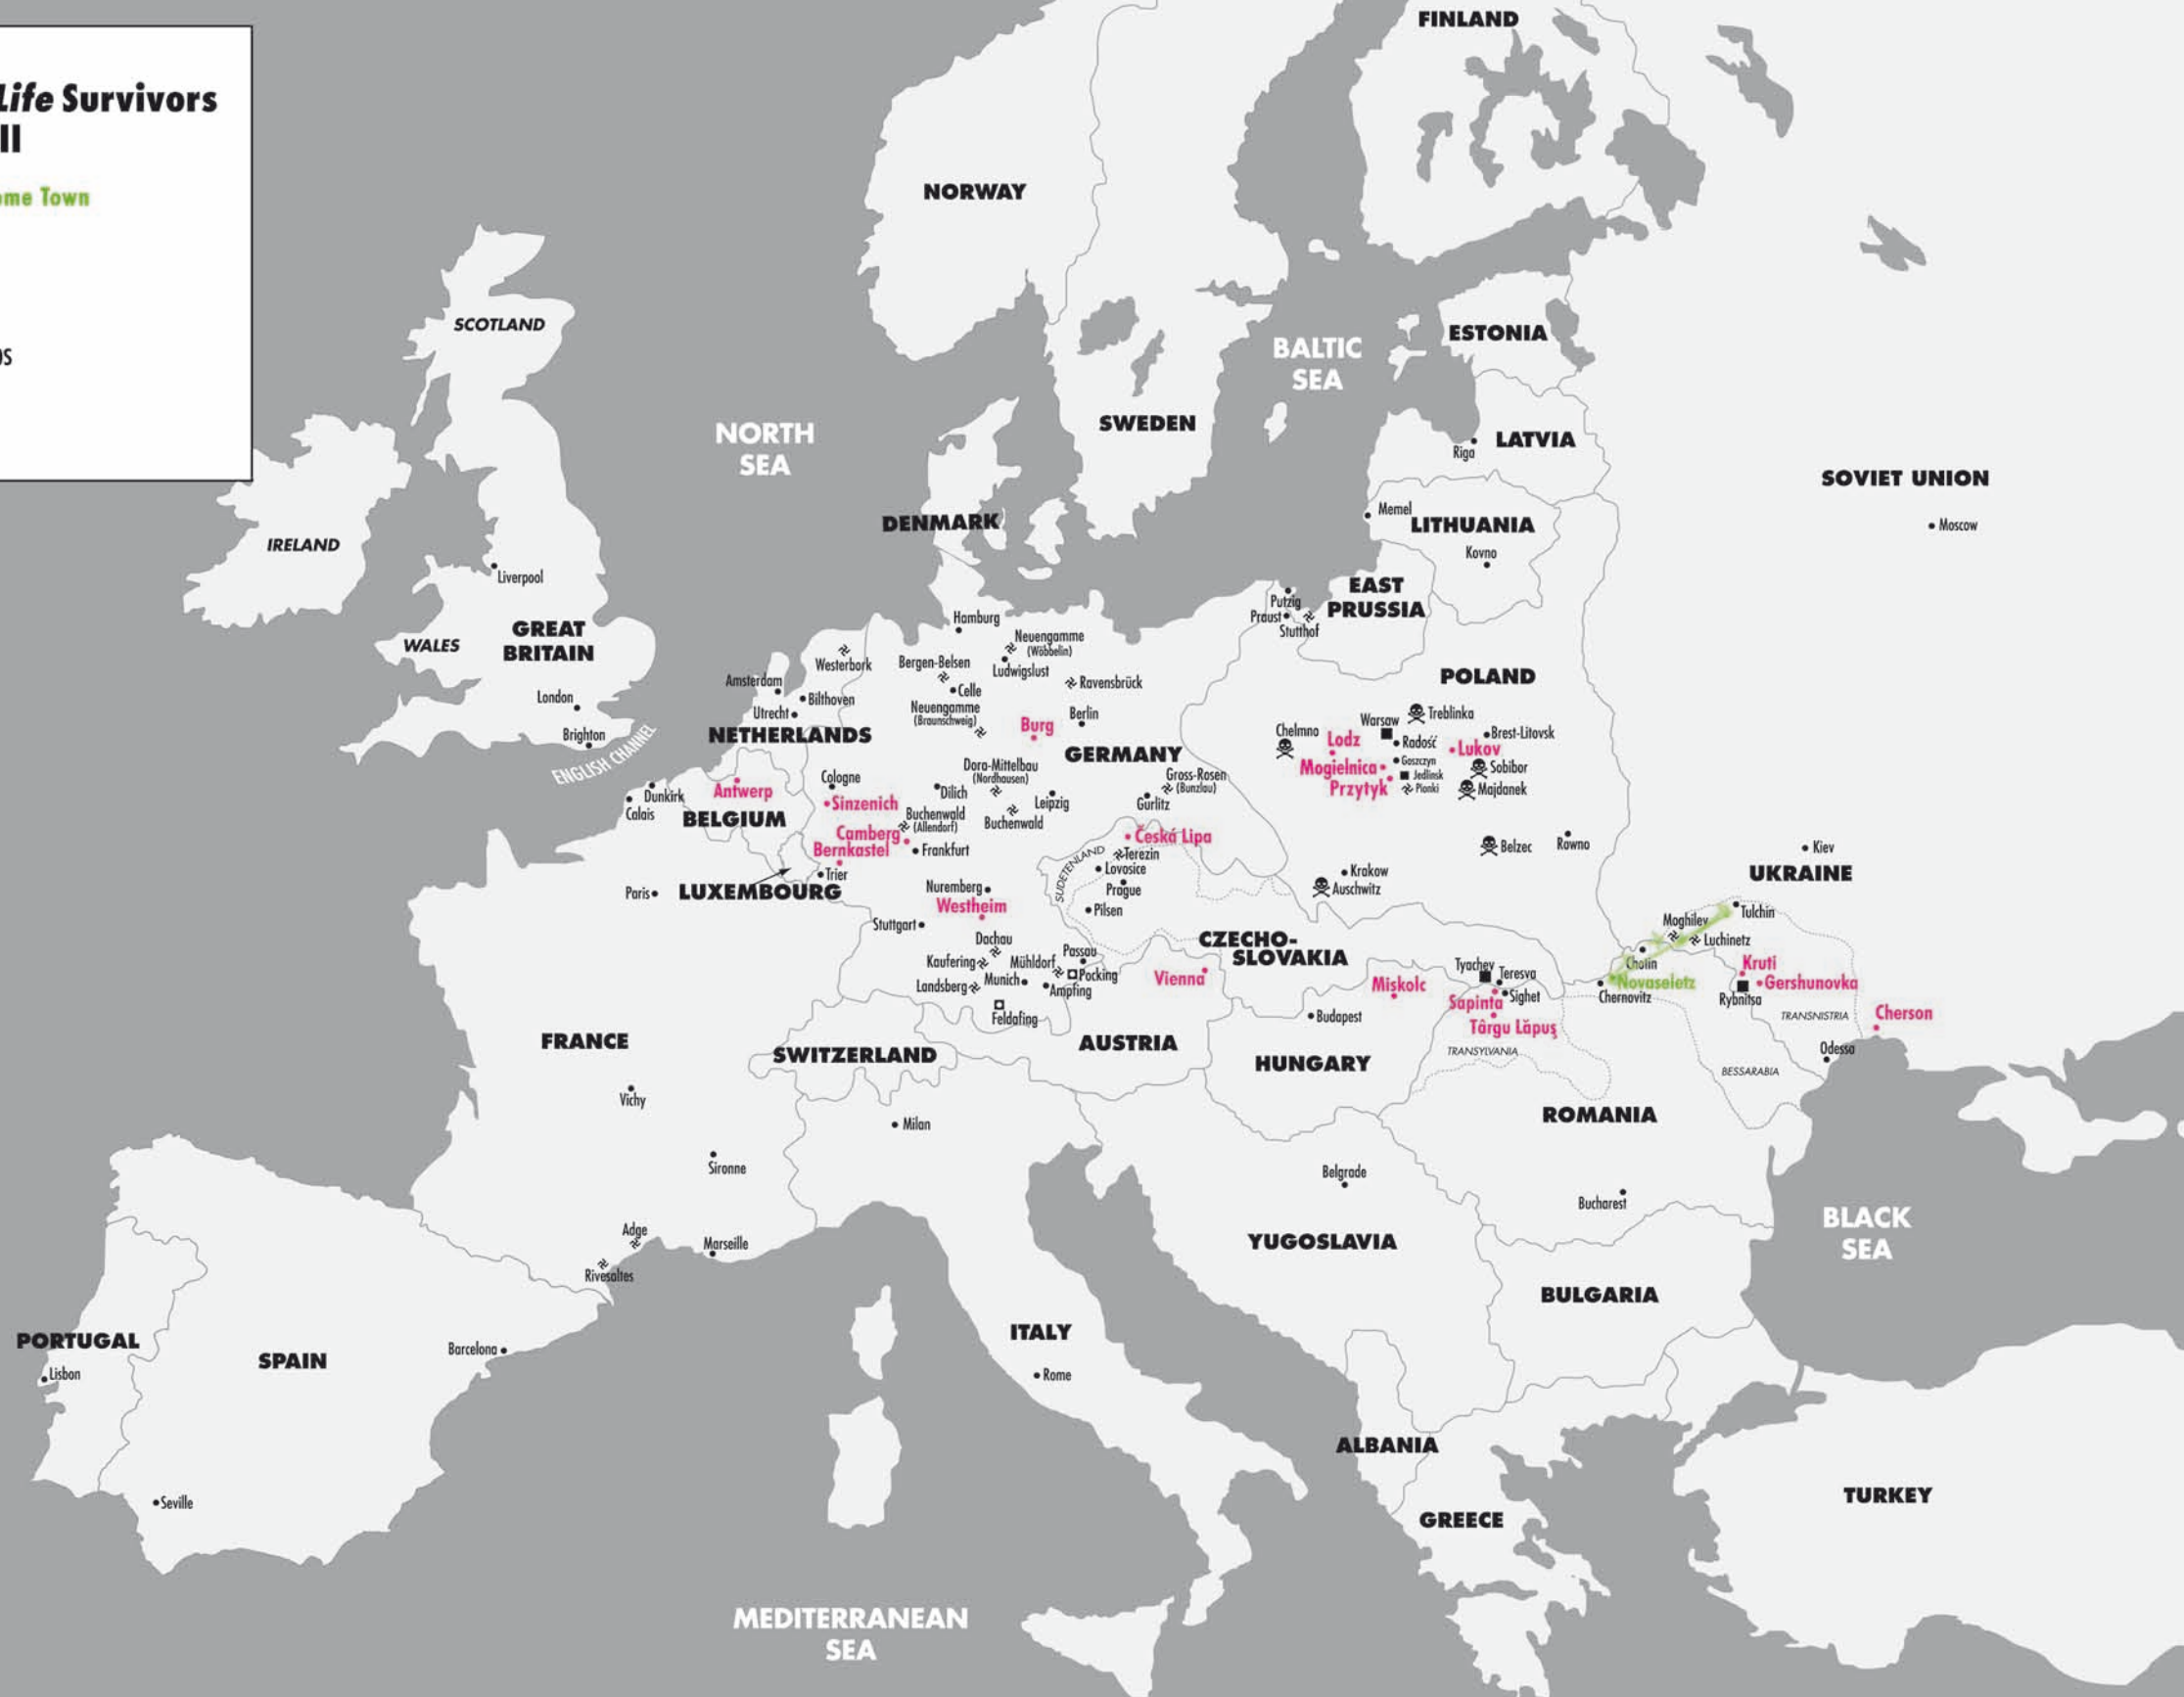 Life Survivors
II
ome Town
os
FINLAND
NORWAY
SCOTLAND
ESTONIA
BALTIC
SEA
SWEDEN
NORTH
SEA
LATVIA
Riga
SOVIET UNION
Moscow
Memel
LITHUANIA
Kovno
DENMARK
IRELAND
Liverpool
EAST
PRUSSIA
Putzig
Praust
Stutthof
Hamburg
GREAT
BRITAIN
WALES
Neuengamme
(Wöbbelin)
Ludwigslust
Westerbork
Bergen-Belsen
Celle
Ravensbrück
POLAND
Amsterdam
Bilthoven
Utrecht
London
Brighton
ENGLISH CHANNEL
NETHERLANDS
Neuengame
(Braunschweig)
Burg
Berlin
GERMANY
Warsaw
Treblinka
Chelmno
Lodz
Radość
Brest-Litovsk
Lukov
Mogielnica
Goszczyn
Sobibor
Jedlinsk
Przytyk
Pionki
Majdanek
Dunkirk
Calais
Antwerp
BELGIUM
Cologne
Sinzenich
Dilich
Dora-Mittelbau
(Nordhausen)
Gross-Rosen
(Bunzlau)
Gurlitz
Leipzig
Buchenwald
(Allendorf)
Buchenwald
Camberg
Bernkastel
Frankfurt
Česká Lipa
SUDETENLAND
Terezin
Lovosice
Prague
Pilsen
Belzec
Rowno
Kiev
UKRAINE
Krakow
Auschwitz
Trier
LUXEMBOURG
Paris
Nuremberg
Westheim
Stuttgart
Tulchin
Moghilev
Luchinetz
Cholin
Novaseletz
Chernovitz
Kruti
Gershunovka
Rybnitsa
TRANSNISTRIA
Cherson
Odessa
BESSARABIA
Dachau
Kaufering
Mühldorf
Passau
Pocking
Landsberg
Munich
Ampfing
Feldafing
CZECHO-
SLOVAKIA
Vienna
Miskolc
Tyachev
Teresva
Sapinta
Sighet
Târgu Lăpuş
TRANSYLVANIA
Budapest
FRANCE
SWITZERLAND
AUSTRIA
HUNGARY
Vichy
Milan
ROMANIA
Sironne
Belgrade
Bucharest
BLACK
SEA
Adge
Marseille
Rivesaltes
YUGOSLAVIA
BULGARIA
PORTUGAL
Lisbon
SPAIN
Barcelona
ITALY
Rome
ALBANIA
Seville
GREECE
TURKEY
MEDITERRANEAN
SEA